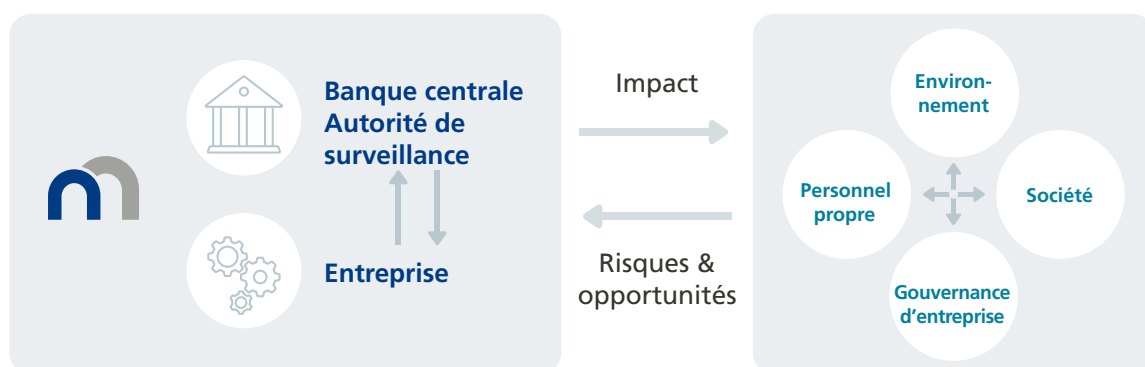 Banque centrale
Autorité de
surveillance
Entreprise
Impact
Risques &
opportunités
Environ-
nement
Personnel
propre
Société
Gouvernance
d'entreprise